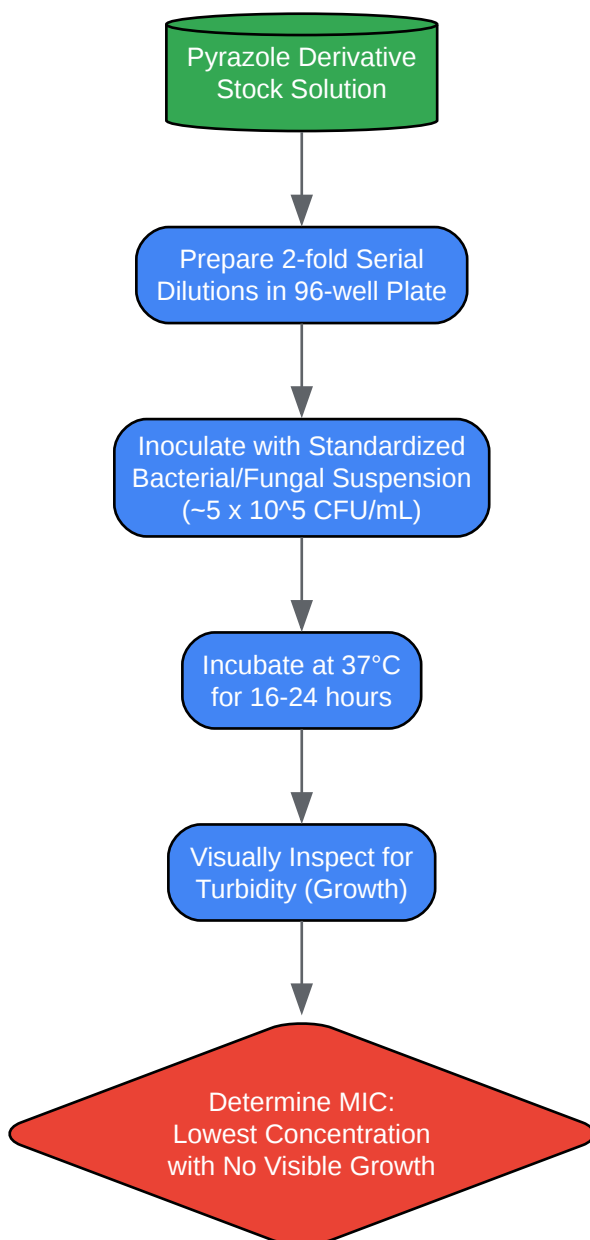 Pyrazole Derivative
Stock Solution
Prepare 2-fold Serial
Dilutions in 96-well Plate
Inoculate with Standardized
Bacterial/Fungal Suspension
(~5 x 10^5 CFU/mL)
Incubate at 37°C
for 16-24 hours
Visually Inspect for
Turbidity (Growth)
Determine MIC:
Lowest Concentration
with No Visible Growth